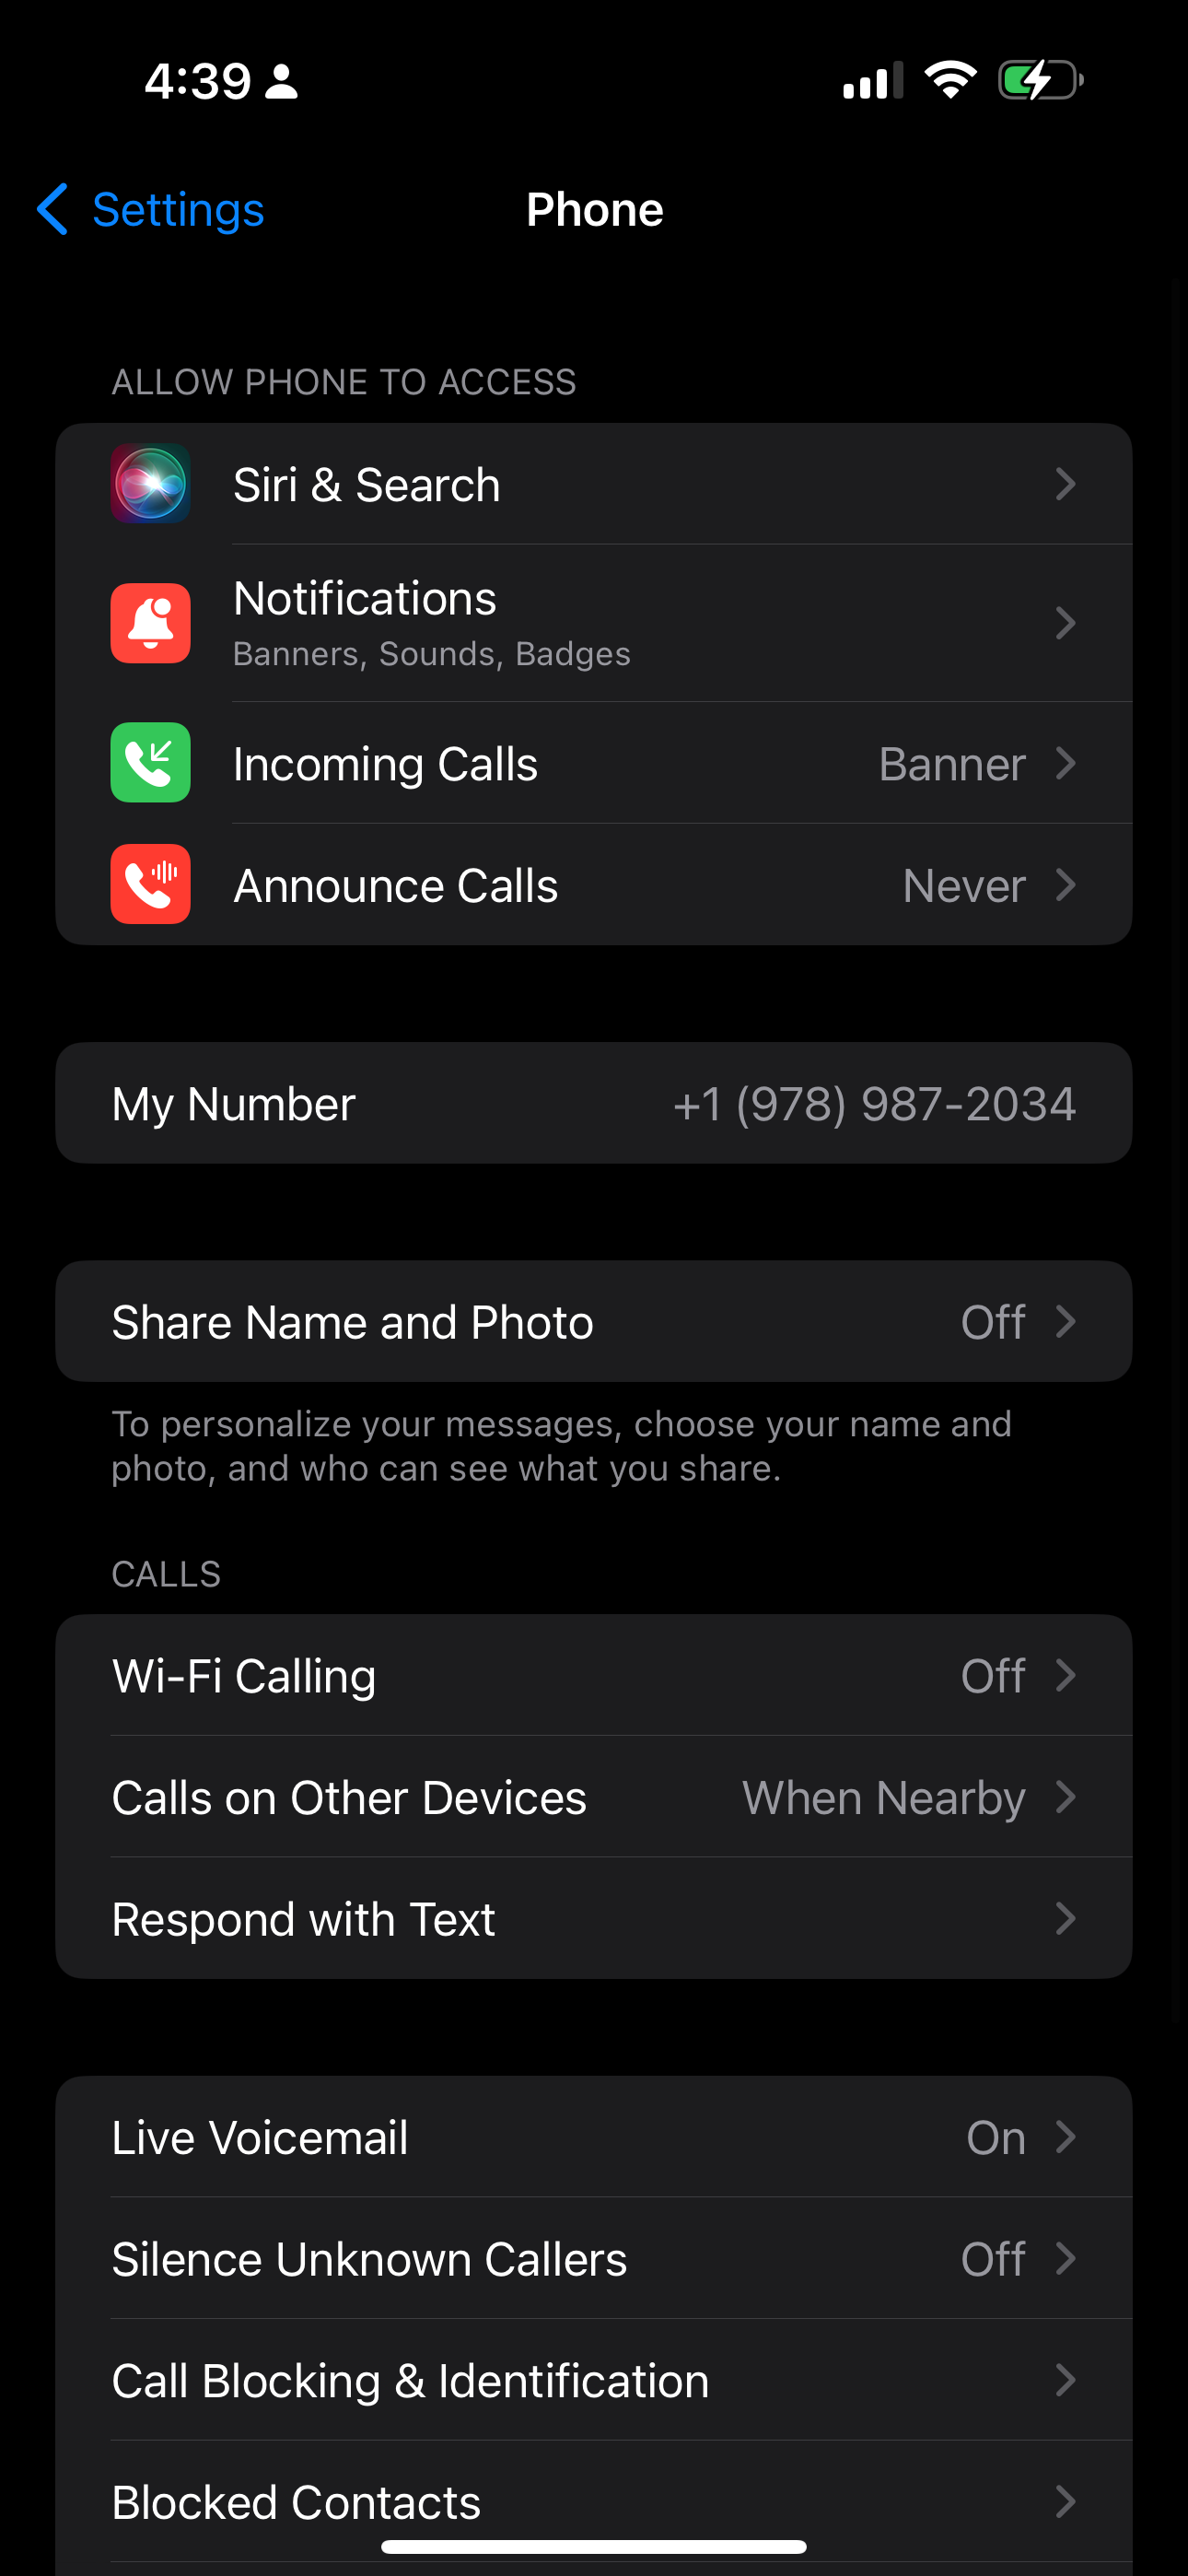 4:39
Settings
Phone
ALLOW PHONE TO ACCESS
Siri & Search
Notifications
Banners, Sounds, Badges
Incoming Calls Banner
Announce Calls Never
My Number +1 (978) 987-2034
Share Name and Photo Off
To personalize your messages, choose your name and
photo, and who can see what you share.
CALLS
Wi-Fi Calling Off
Calls on Other Devices When Nearby
Respond with Text
Live Voicemail On
Silence Unknown Callers Off
Call Blocking & Identification
Blocked Contacts